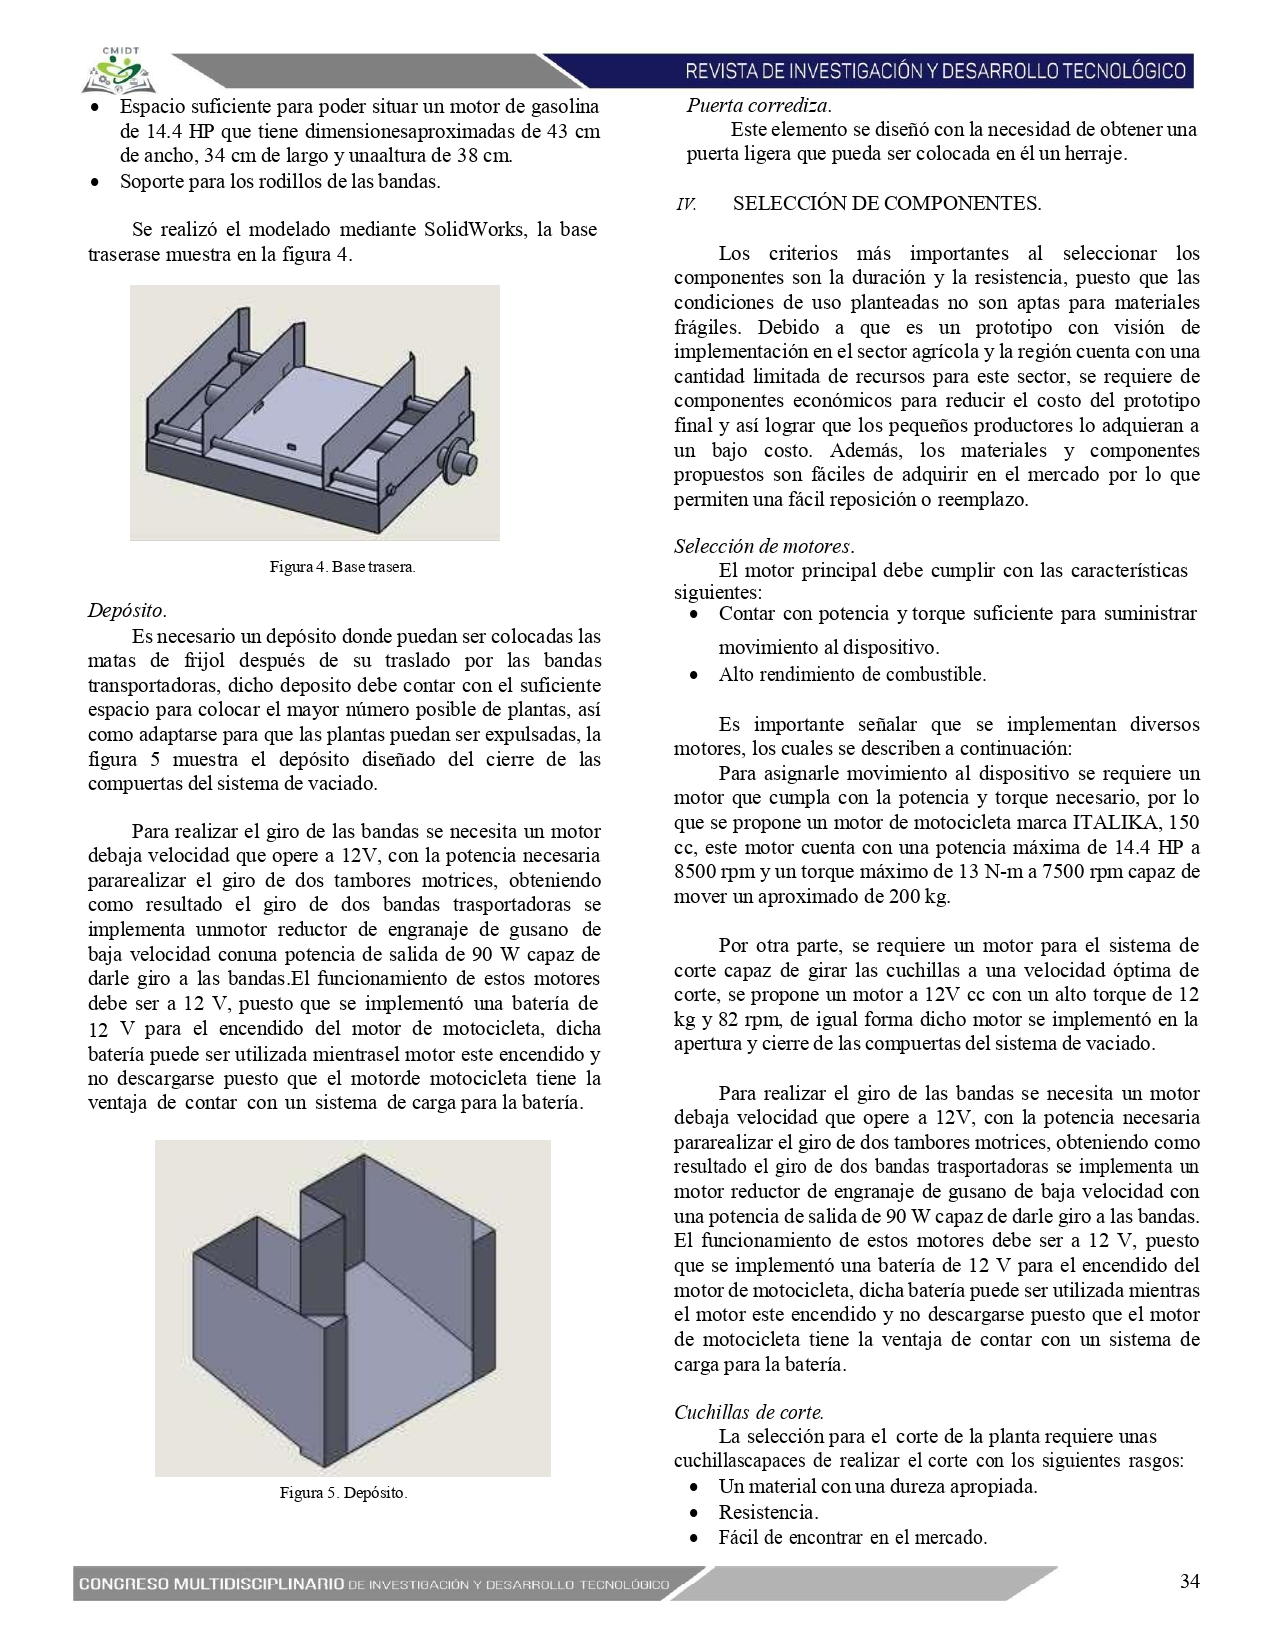 CMIDT
REVISTA DE INVESTIGACIÓN Y DESARROLLO TECNOLÓGICO
• Espacio suficiente para poder situar un motor de gasolina
de 14.4 HP que tiene dimensionesaproximadas de 43 cm
de ancho, 34 cm de largo y unaaltura de 38 cm.
• Soporte para los rodillos de las bandas.
Se realizó el modelado mediante SolidWorks, la base
traserase muestra en la figura 4.
Figura 4. Base trasera.
Depósito.
Es necesario un depósito donde puedan ser colocadas las
matas de frijol después de su traslado por las bandas
transportadoras, dicho deposito debe contar con el suficiente
espacio para colocar el mayor número posible de plantas, así
como adaptarse para que las plantas puedan ser expulsadas, la
figura 5 muestra el depósito diseñado del cierre de las
compuertas del sistema de vaciado.
Para realizar el giro de las bandas se necesita un motor
debaja velocidad que opere a 12V, con la potencia necesaria
pararealizar el giro de dos tambores motrices, obteniendo
como resultado el giro de dos bandas trasportadoras se
implementa unmotor reductor de engranaje de gusano de
baja velocidad conuna potencia de salida de 90 W capaz de
darle giro a las bandas.El funcionamiento de estos motores
debe ser a 12 V, puesto que se implementó una batería de
12 V para el encendido del motor de motocicleta, dicha
batería puede ser utilizada mientrasel motor este encendido y
no descargarse puesto que el motorde motocicleta tiene la
ventaja de contar con un sistema de carga para la batería.
Figura 5. Depósito.
Puerta corrediza.
Este elemento se diseñó con la necesidad de obtener una
puerta ligera que pueda ser colocada en él un herraje.
IV. SELECCIÓN DE COMPONENTES.
Los criterios más importantes al seleccionar los
componentes son la duración y la resistencia, puesto que las
condiciones de uso planteadas no son aptas para materiales
frágiles. Debido a que es un prototipo con visión de
implementación en el sector agrícola y la región cuenta con una
cantidad limitada de recursos para este sector, se requiere de
componentes económicos para reducir el costo del prototipo
final y así lograr que los pequeños productores lo adquieran a
un bajo costo. Además, los materiales y componentes
propuestos son fáciles de adquirir en el mercado por lo que
permiten una fácil reposición o reemplazo.
Selección de motores.
El motor principal debe cumplir con las características
siguientes:
• Contar con potencia y torque suficiente para suministrar
movimiento al dispositivo.
• Alto rendimiento de combustible.
Es importante señalar que se implementan diversos
motores, los cuales se describen a continuación:
Para asignarle movimiento al dispositivo se requiere un
motor que cumpla con la potencia y torque necesario, por lo
que se propone un motor de motocicleta marca ITALIKA, 150
cc, este motor cuenta con una potencia máxima de 14.4 HP a
8500 rpm y un torque máximo de 13 N-m a 7500 rpm capaz de
mover un aproximado de 200 kg.
Por otra parte, se requiere un motor para el sistema de
corte capaz de girar las cuchillas a una velocidad óptima de
corte, se propone un motor a 12V cc con un alto torque de 12
kg y 82 rpm, de igual forma dicho motor se implementó en la
apertura y cierre de las compuertas del sistema de vaciado.
Para realizar el giro de las bandas se necesita un motor
debaja velocidad que opere a 12V, con la potencia necesaria
pararealizar el giro de dos tambores motrices, obteniendo como
resultado el giro de dos bandas trasportadoras se implementa un
motor reductor de engranaje de gusano de baja velocidad con
una potencia de salida de 90 W capaz de darle giro a las bandas.
El funcionamiento de estos motores debe ser a 12 V, puesto
que se implementó una batería de 12 V para el encendido del
motor de motocicleta, dicha batería puede ser utilizada mientras
el motor este encendido y no descargarse puesto que el motor
de motocicleta tiene la ventaja de contar con un sistema de
carga para la batería.
Cuchillas de corte.
La selección para el corte de la planta requiere unas
cuchillascapaces de realizar el corte con los siguientes rasgos:
• Un material con una dureza apropiada.
• Resistencia.
• Fácil de encontrar en el mercado.
CONGRESO MULTIDISCIPLINARIO DE INVESTIGACIÓN Y DESARROLLO TECNOLÓGICO
34